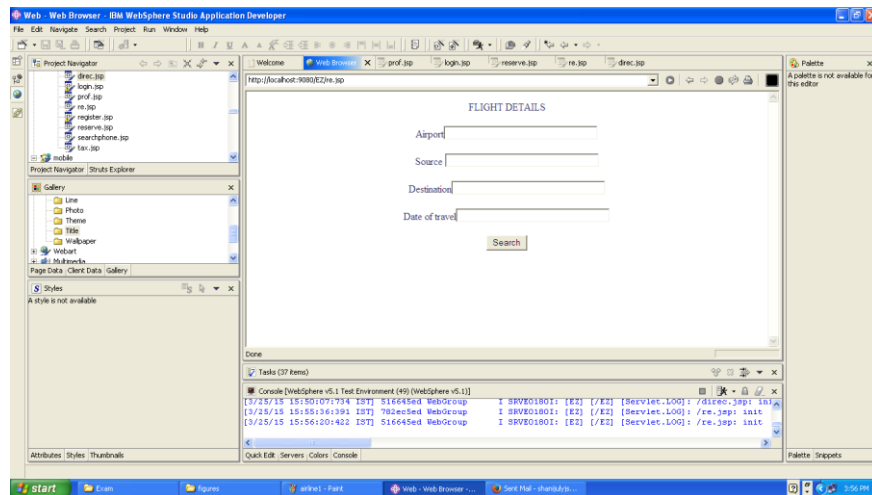 Web - Web Browser - IBM WebSphere Studio Application Developer
File Edit Navigate Search Project Run Window Help
Project Navigator
direc.jsp
login.jsp
prof.jsp
re.jsp
register.jsp
reserve.jsp
searchphone.jsp
tax.jsp
mobile
Project Navigator Struts Explorer
Gallery
Line
Photo
Theme
Title
Wallpaper
Webart
Multimedia
Page Data Client Data Gallery
Styles
A style is not available
Attributes Styles Thumbnails
Welcome Web Browser prof.jsp login.jsp reserve.jsp re.jsp direc.jsp
http://localhost:9080/EZ/re.jsp
FLIGHT DETAILS
Airport
Source
Destination
Date of travel
Search
Done
Tasks (37 items)
Console [WebSphere v5.1 Test Environment (49) (WebSphere v5.1)]
[3/25/15 15:50:07:734 IST] 516645ed WebGroup I SRVE0180I: [EZ] [/EZ] [Servlet.LOG]: /direc.jsp: ini
[3/25/15 15:55:36:391 IST] 782ec5ed WebGroup I SRVE0180I: [EZ] [/EZ] [Servlet.LOG]: /re.jsp: init
[3/25/15 15:56:20:422 IST] 516645ed WebGroup I SRVE0180I: [EZ] [/EZ] [Servlet.LOG]: /re.jsp: init
Quick Edit Servers Colors Console
Palette
A palette is not available for
this editor
Palette Snippets
start Exam figures airline1 - Paint Web - Web Browser -... Sent Mail - shanjulyjs... 3:56 PM